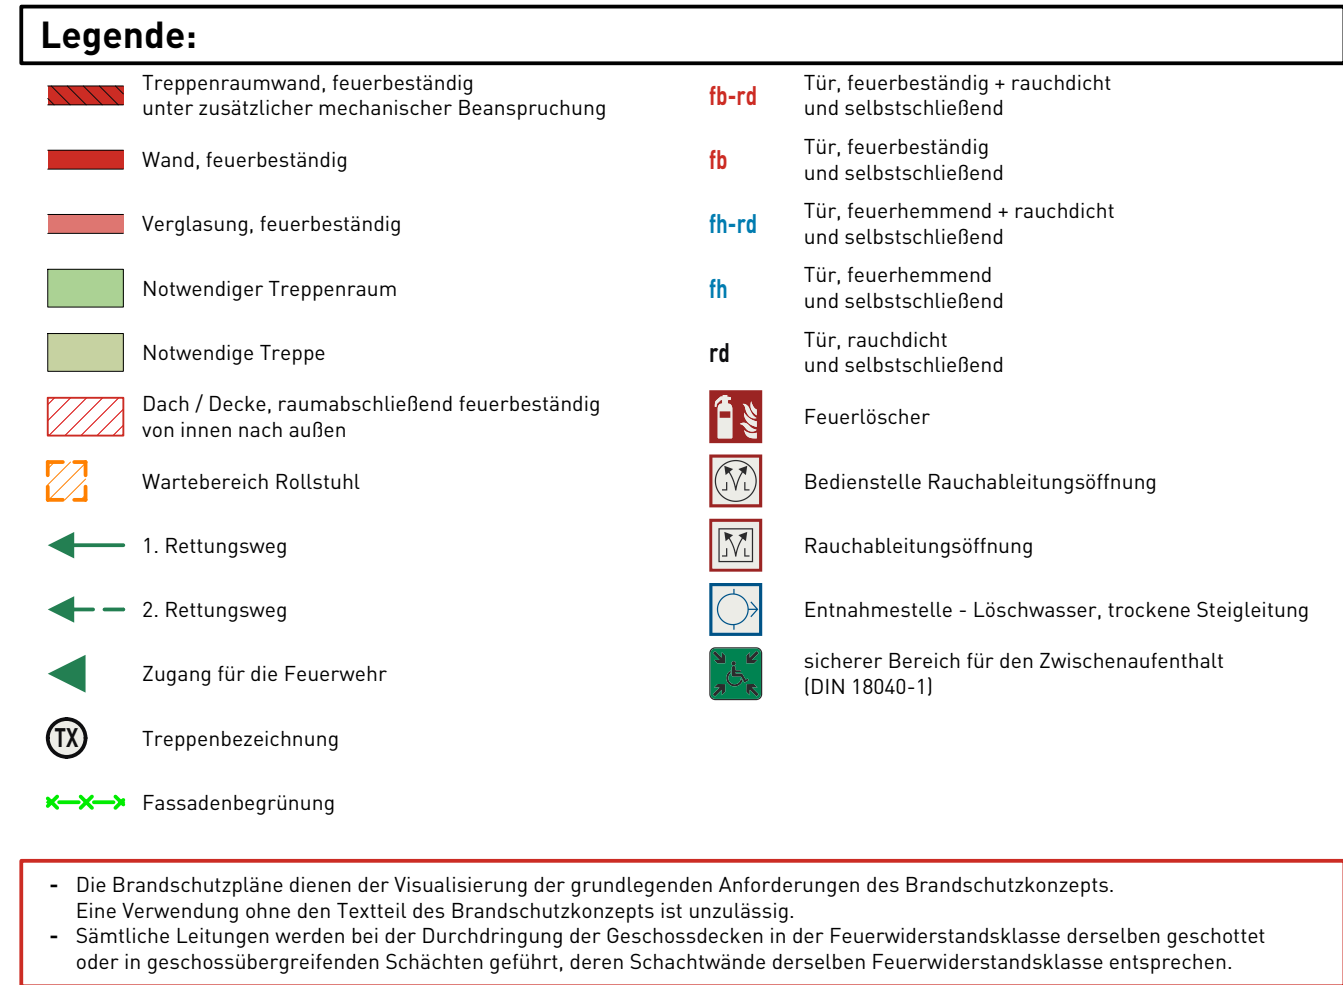 Legende:
Treppenraumwand, feuerbeständig
unter zusätzlicher mechanischer Beanspruchung
Wand, feuerbeständig
Verglasung, feuerbeständig
Notwendiger Treppenraum
Notwendige Treppe
Dach / Decke, raumabschließend feuerbeständig
von innen nach außen
Wartebereich Rollstuhl
1. Rettungsweg
2. Rettungsweg
Zugang für die Feuerwehr
TX Treppenbezeichnung
Fassadenbegrünung
fb-rd Tür, feuerbeständig + rauchdicht
und selbstschließend
fb Tür, feuerbeständig
und selbstschließend
fh-rd Tür, feuerhemmend + rauchdicht
und selbstschließend
fh Tür, feuerhemmend
und selbstschließend
rd Tür, rauchdicht
und selbstschließend
Feuerlöscher
Bedienstelle Rauchableitungsöffnung
Rauchableitungsöffnung
Entnahmestelle - Löschwasser, trockene Steigleitung
sicherer Bereich für den Zwischenaufenthalt
(DIN 18040-1)
- Die Brandschutzpläne dienen der Visualisierung der grundlegenden Anforderungen des Brandschutzkonzepts.
Eine Verwendung ohne den Textteil des Brandschutzkonzepts ist unzulässig.
- Sämtliche Leitungen werden bei der Durchdringung der Geschossdecken in der Feuerwiderstandsklasse derselben geschottet
oder in geschossübergreifenden Schächten geführt, deren Schachtwände derselben Feuerwiderstandsklasse entsprechen.